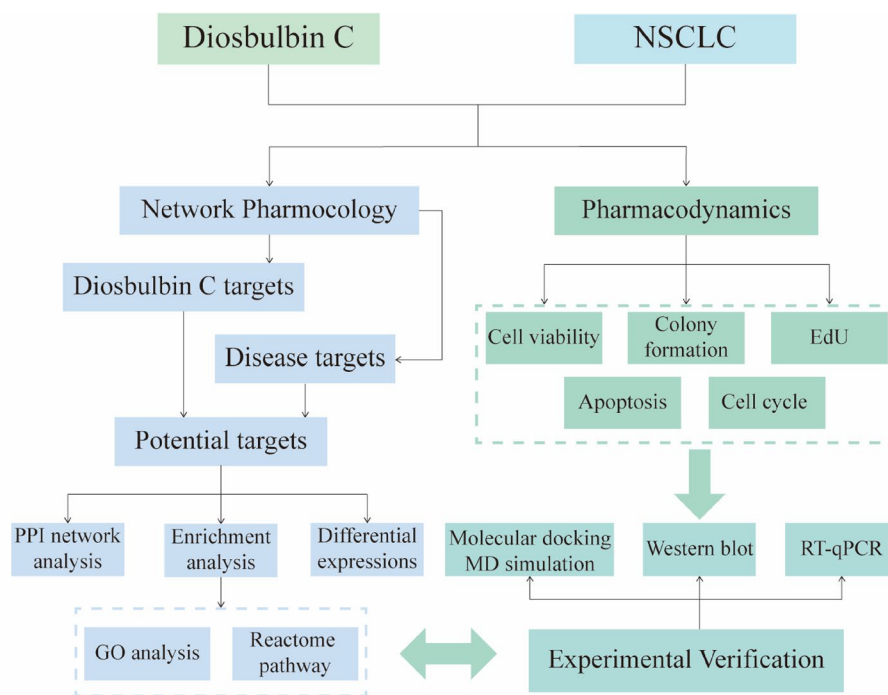 Diosbulbin C
NSCLC
Network Pharmocology
Pharmacodynamics
Diosbulbin C targets
Disease targets
Potential targets
Cell viability
Colony
formation
EdU
Apoptosis
Cell cycle
PPI network
analysis
Enrichment
analysis
Differential
expressions
Molecular docking
MD simulation
Western blot
RT-qPCR
GO analysis
Reactome
pathway
Experimental Verification